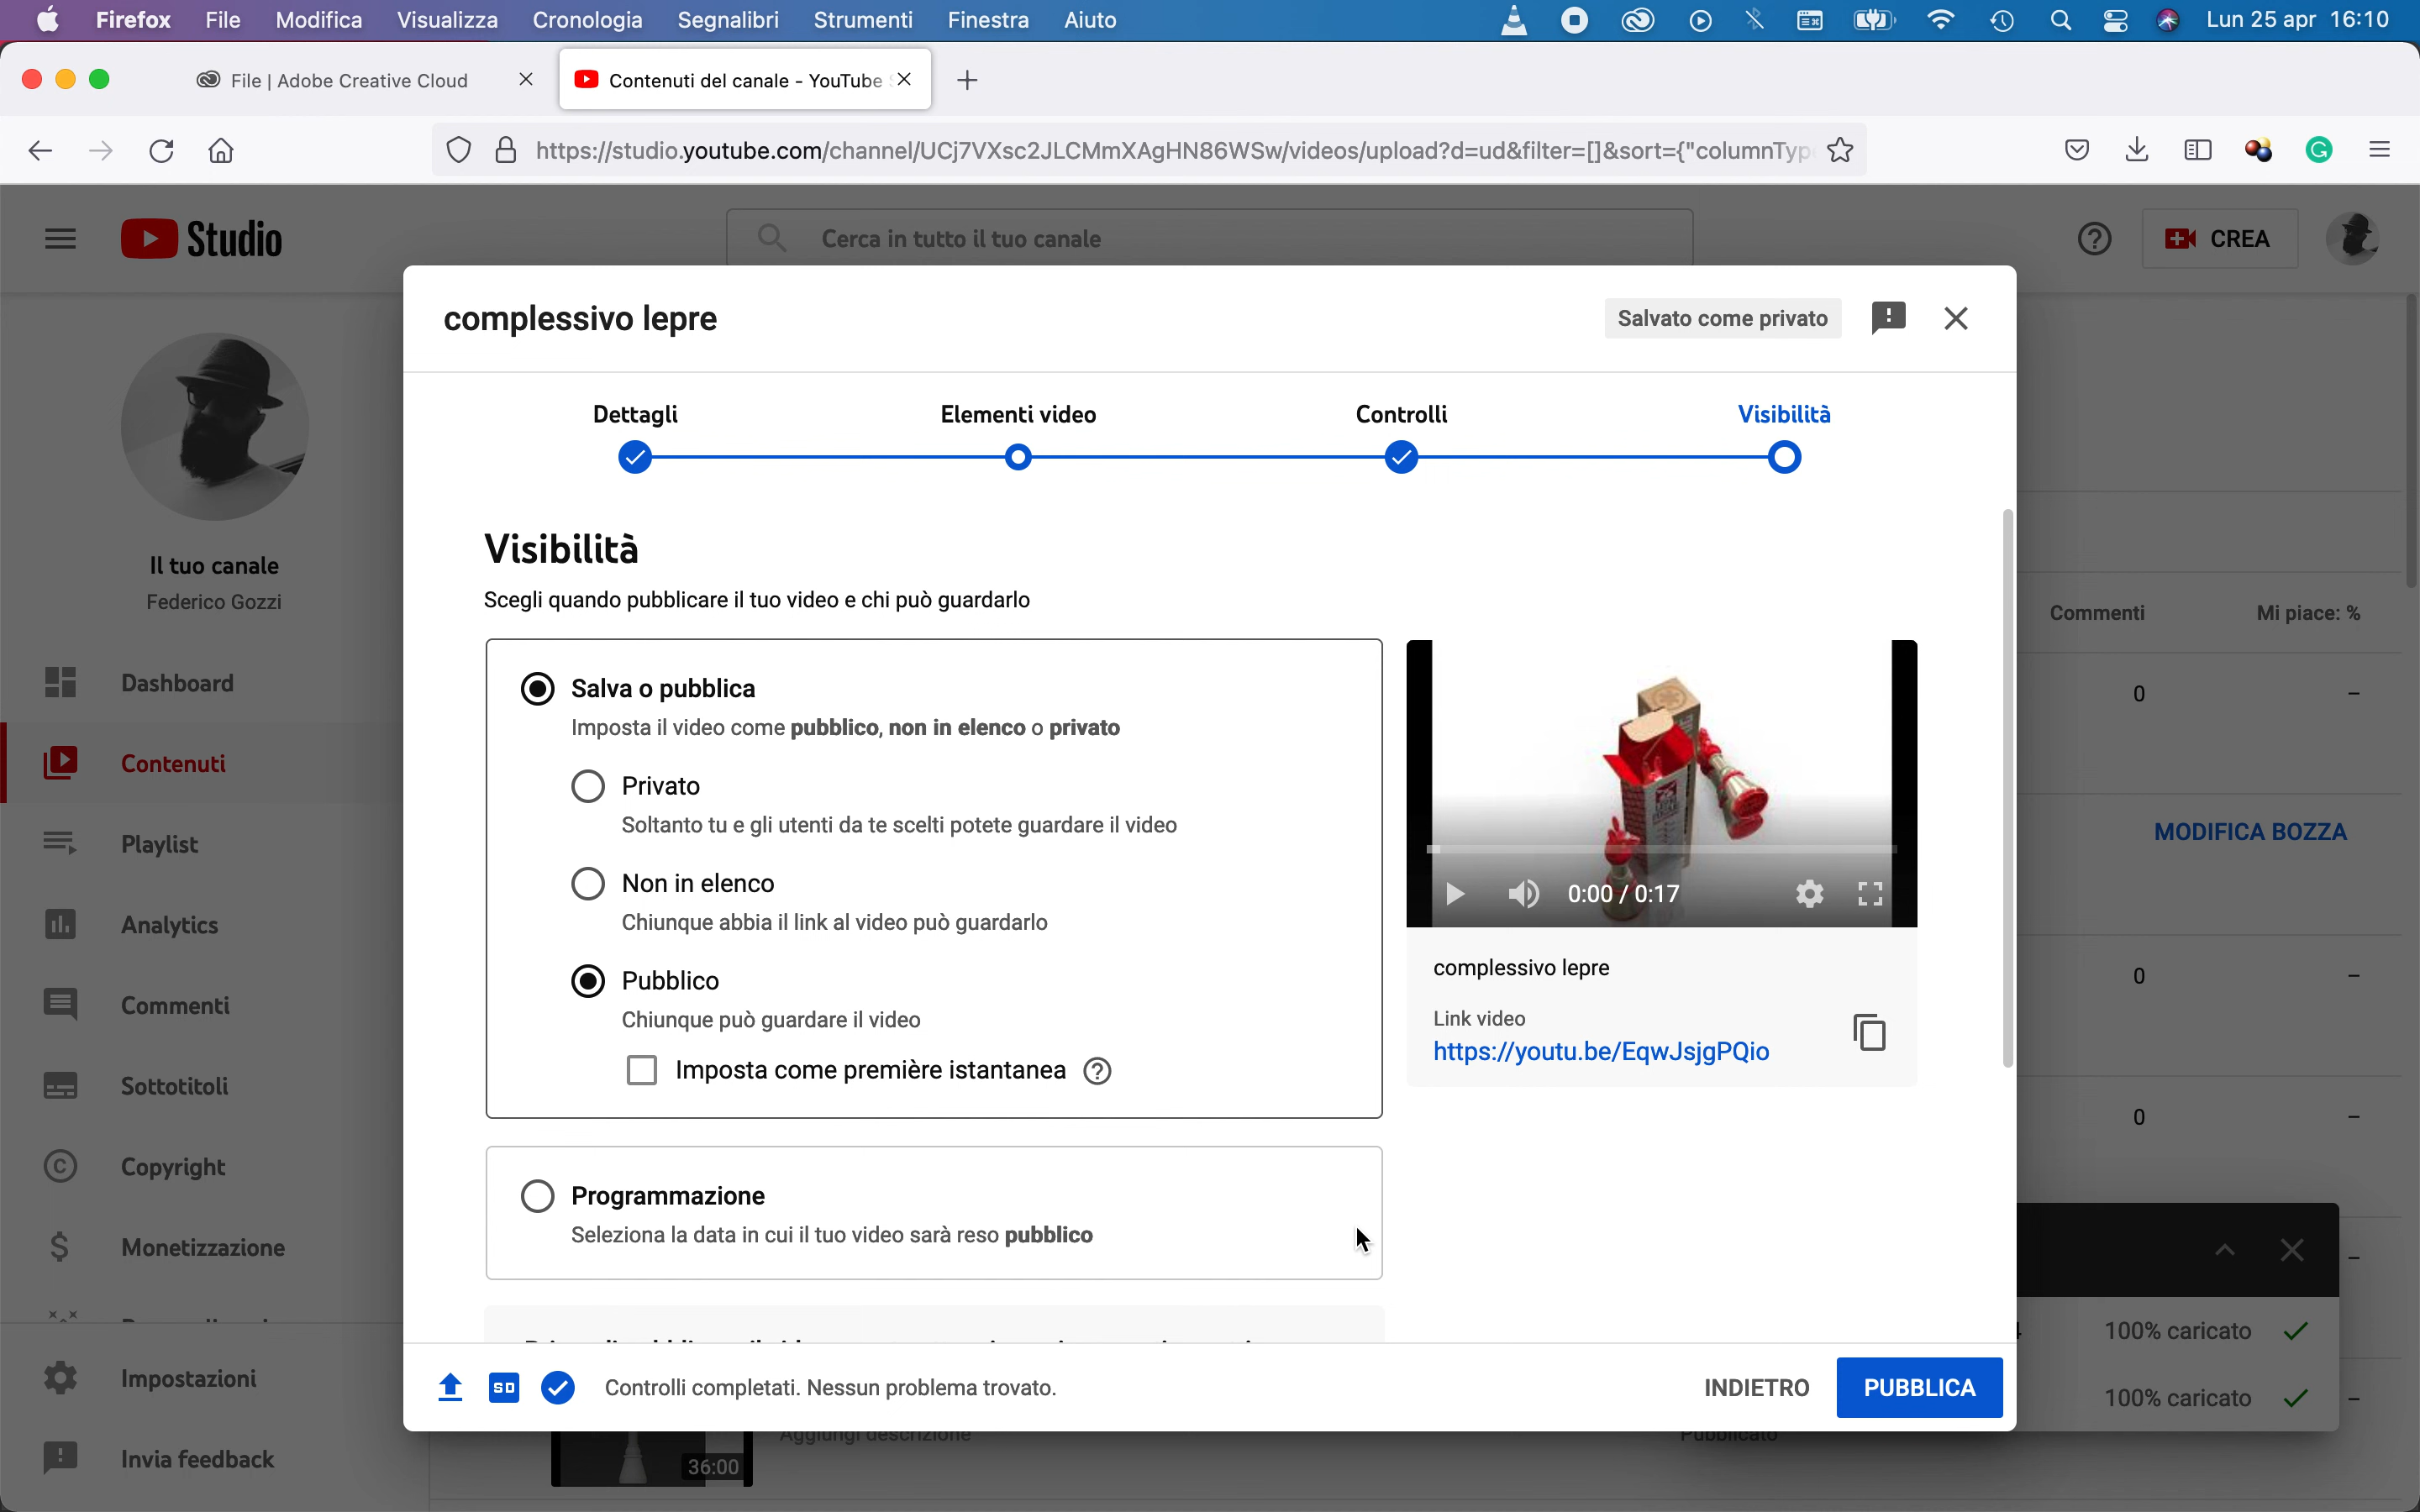 Firefox File Modifica Visualizza Cronologia Segnalibri Strumenti Finestra Aiuto Lun 25 apr 16:10
File | Adobe Creative Cloud Contenuti del canale - YouTube
https://studio.youtube.com/channel/UCj7VXsc2JLCMmXAgHN86WSw/videos/upload?d=ud&filter=[]&sort={"columnTyp
Studio Cerca in tutto il tuo canale CREA
complessivo lepre Salvato come privato
Dettagli Elementi video Controlli Visibilità
Il tuo canale
Federico Gozzi
Dashboard
Contenuti
Playlist
Analytics
Commenti
Sottotitoli
Copyright
Monetizzazione
Impostazioni
Invia feedback
Visibilità
Scegli quando pubblicare il tuo video e chi può guardarlo
Salva o pubblica
Imposta il video come pubblico, non in elenco o privato
Privato
Soltanto tu e gli utenti da te scelti potete guardare il video
Non in elenco
Chiunque abbia il link al video può guardarlo
Pubblico
Chiunque può guardare il video
Imposta come première istantanea
Programmazione
Seleziona la data in cui il tuo video sarà reso pubblico
0:00 / 0:17
complessivo lepre
Link video
https://youtu.be/EqwJsjgPQio
SD Controlli completati. Nessun problema trovato. INDIETRO PUBBLICA
Commenti Mi piace: %
0 –
MODIFICA BOZZA
0 –
0 –
–
100% caricato
100% caricato –
Aggiungi descrizione Pubblicato
36:00